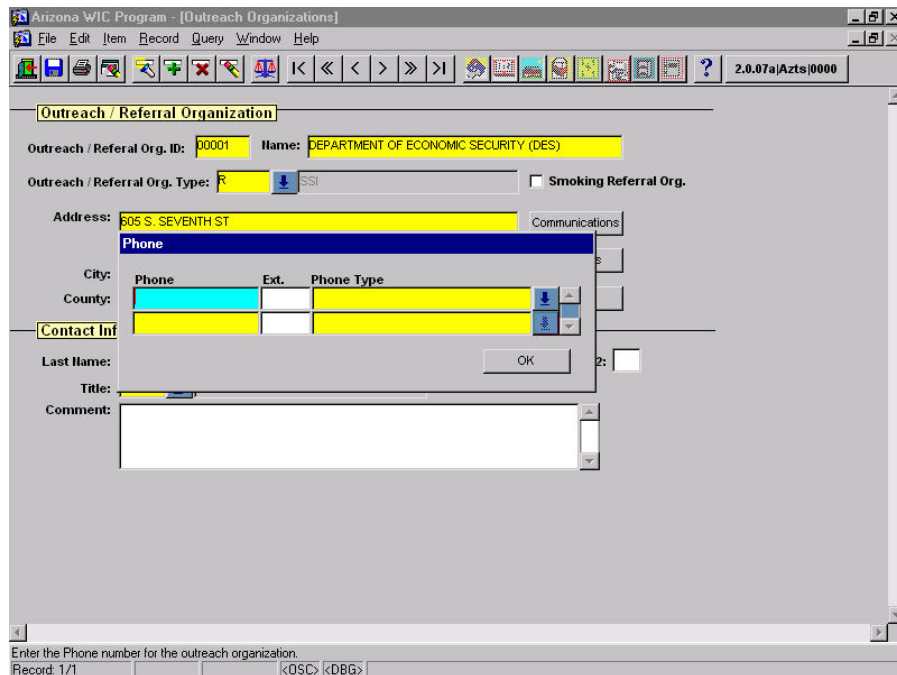 Arizona WIC Program - [Outreach Organizations]
File Edit Item Record Query Window Help
? 2.0.07a|Azts|0000
Outreach / Referral Organization
Outreach / Referal Org. ID: 00001 Name: DEPARTMENT OF ECONOMIC SECURITY (DES)
Outreach / Referral Org. Type: R SSI Smoking Referral Org.
Address: 605 S. SEVENTH ST Communications
Phone
City:
Phone Ext. Phone Type
County:
Contact Inf
OK
Last Name: 2:
Title:
Comment:
Enter the Phone number for the outreach organization.
Record: 1/1 <OSC> <DBG>